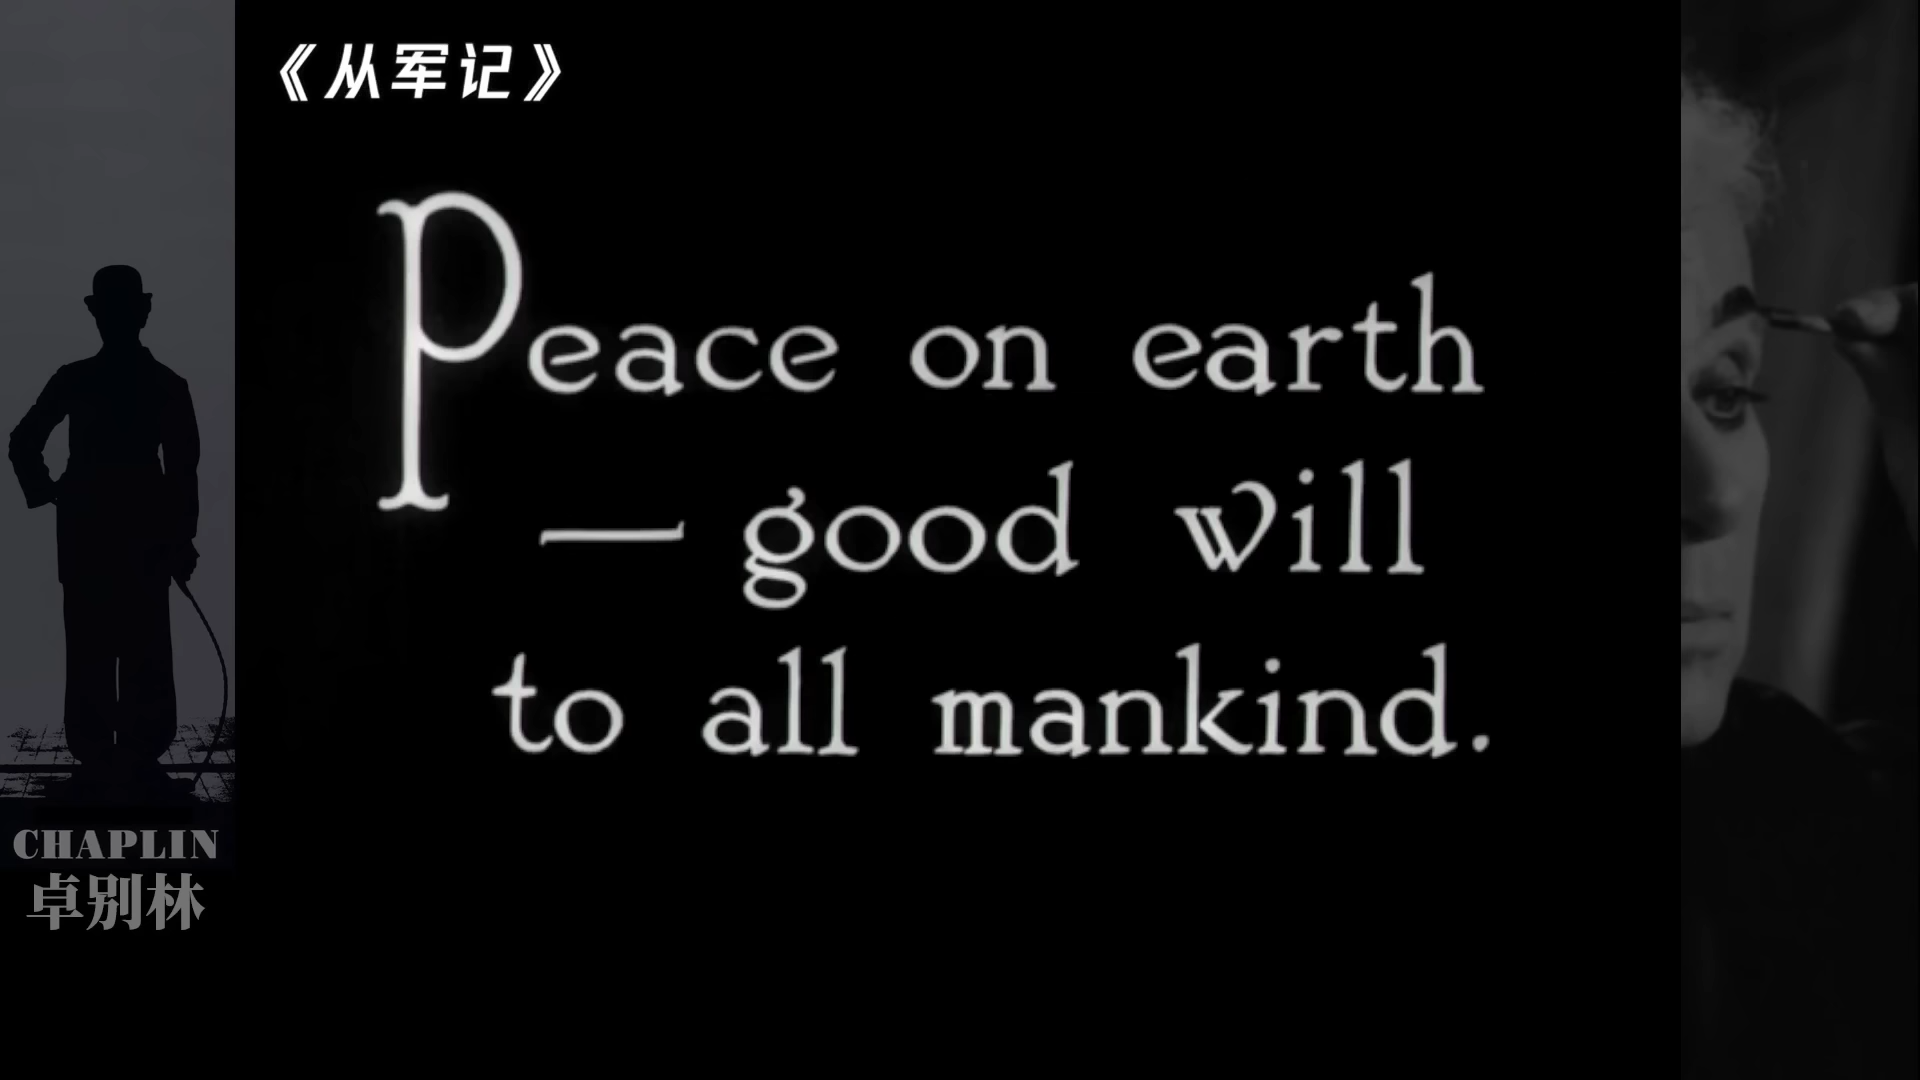 《从军记》
Peace on earth
— good will
to all mankind.
CHAPLIN
卓别林